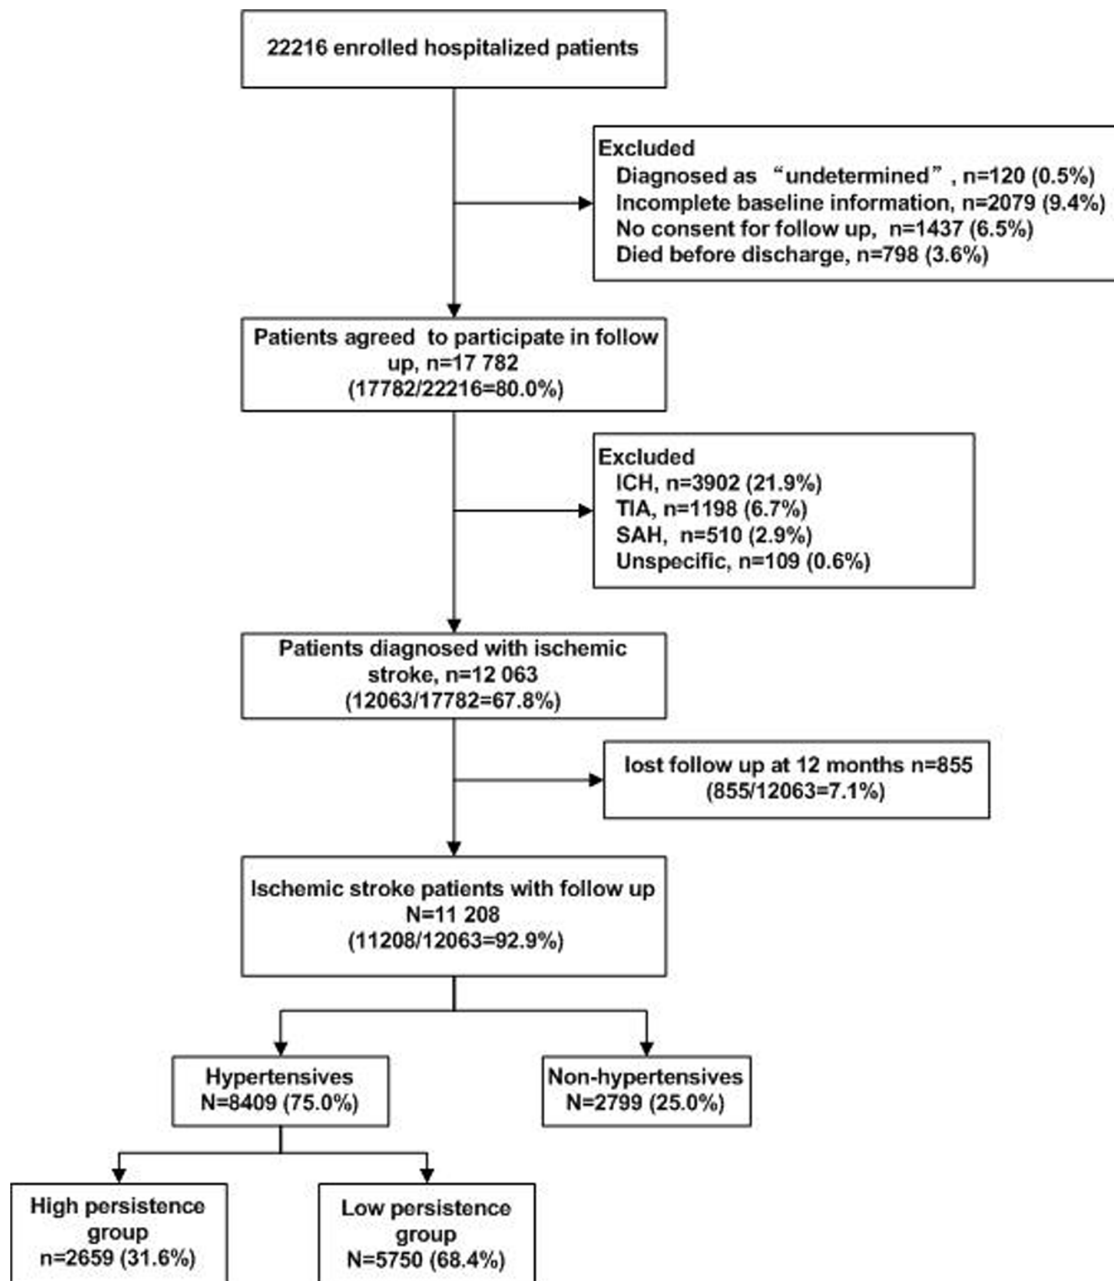 22216 enrolled hospitalized patients
Excluded
Diagnosed as “undetermined”, n=120 (0.5%)
Incomplete baseline information, n=2079 (9.4%)
No consent for follow up, n=1437 (6.5%)
Died before discharge, n=798 (3.6%)
Patients agreed to participate in follow
up, n=17 782
(17782/22216=80.0%)
Excluded
ICH, n=3902 (21.9%)
TIA, n=1198 (6.7%)
SAH, n=510 (2.9%)
Unspecific, n=109 (0.6%)
Patients diagnosed with ischemic
stroke, n=12 063
(12063/17782=67.8%)
lost follow up at 12 months n=855
(855/12063=7.1%)
Ischemic stroke patients with follow up
N=11 208
(11208/12063=92.9%)
Hypertensives
N=8409 (75.0%)
Non-hypertensives
N=2799 (25.0%)
High persistence
group
n=2659 (31.6%)
Low persistence
group
N=5750 (68.4%)